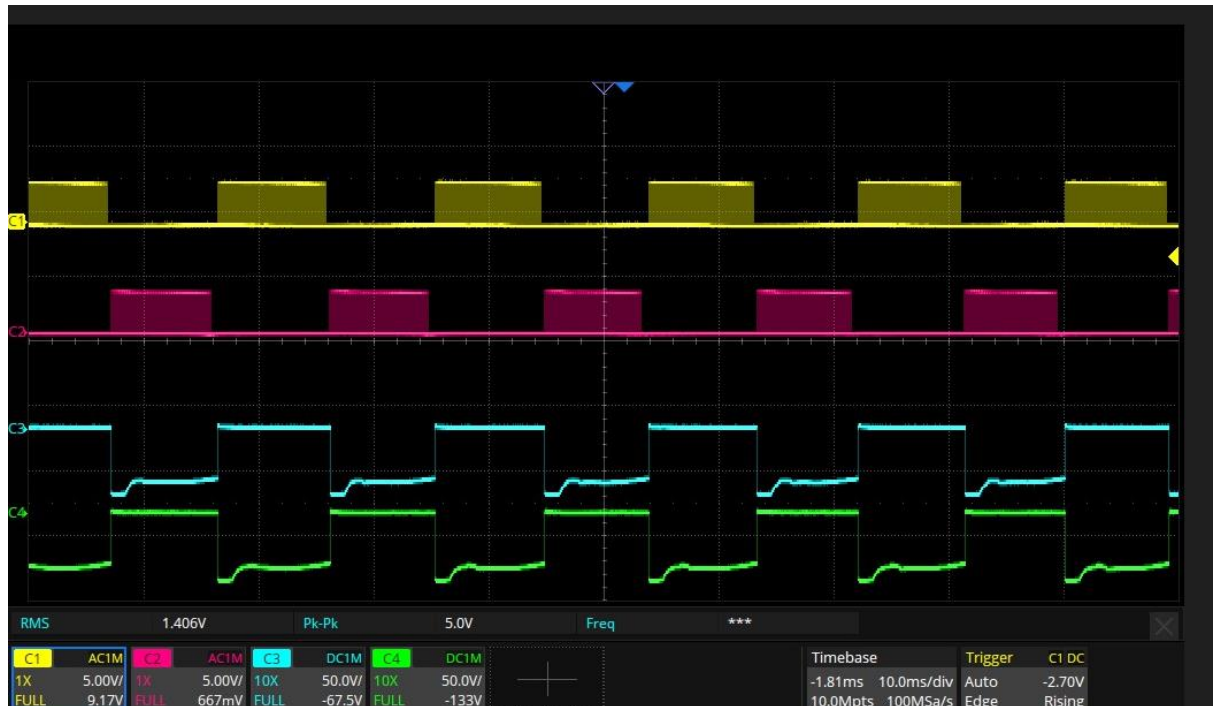 C1
C2
C3
C4
RMS 1.406V Pk-Pk 5.0V Freq ***
C1 AC1M C2 AC1M C3 DC1M C4 DC1M Timebase Trigger C1 DC
1X 5.00V/ 1X 5.00V/ 10X 50.0V/ 10X 50.0V/ -1.81ms 10.0ms/div Auto -2.70V
FULL 9.17V FULL 667mV FULL -67.5V FULL -133V 10.0Mpts 100MSa/s Edge Rising